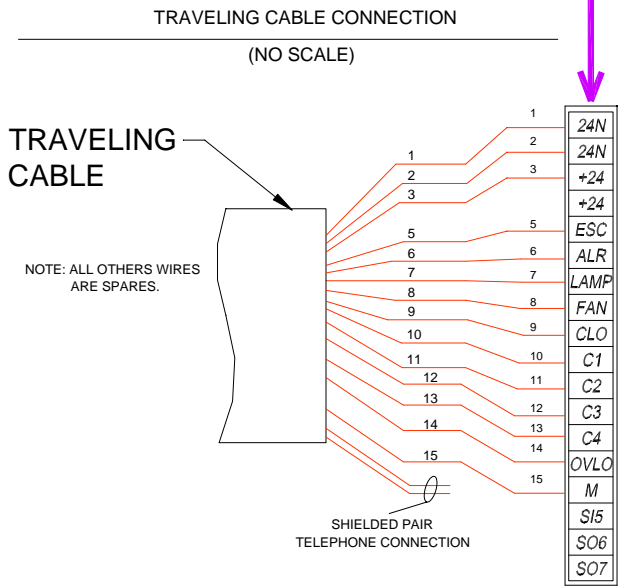 TRAVELING CABLE CONNECTION
(NO SCALE)
TRAVELING
CABLE
NOTE: ALL OTHERS WIRES
ARE SPARES.
1 1 24N
2 2 24N
3 3 +24
+24
5 5 ESC
6 6 ALR
7 7 LAMP
8 8 FAN
9 9 CLO
10 10 C1
11 11 C2
12 12 C3
13 13 C4
14 14 OVLO
15 15 M
SI5
SO6
SO7
SHIELDED PAIR
TELEPHONE CONNECTION